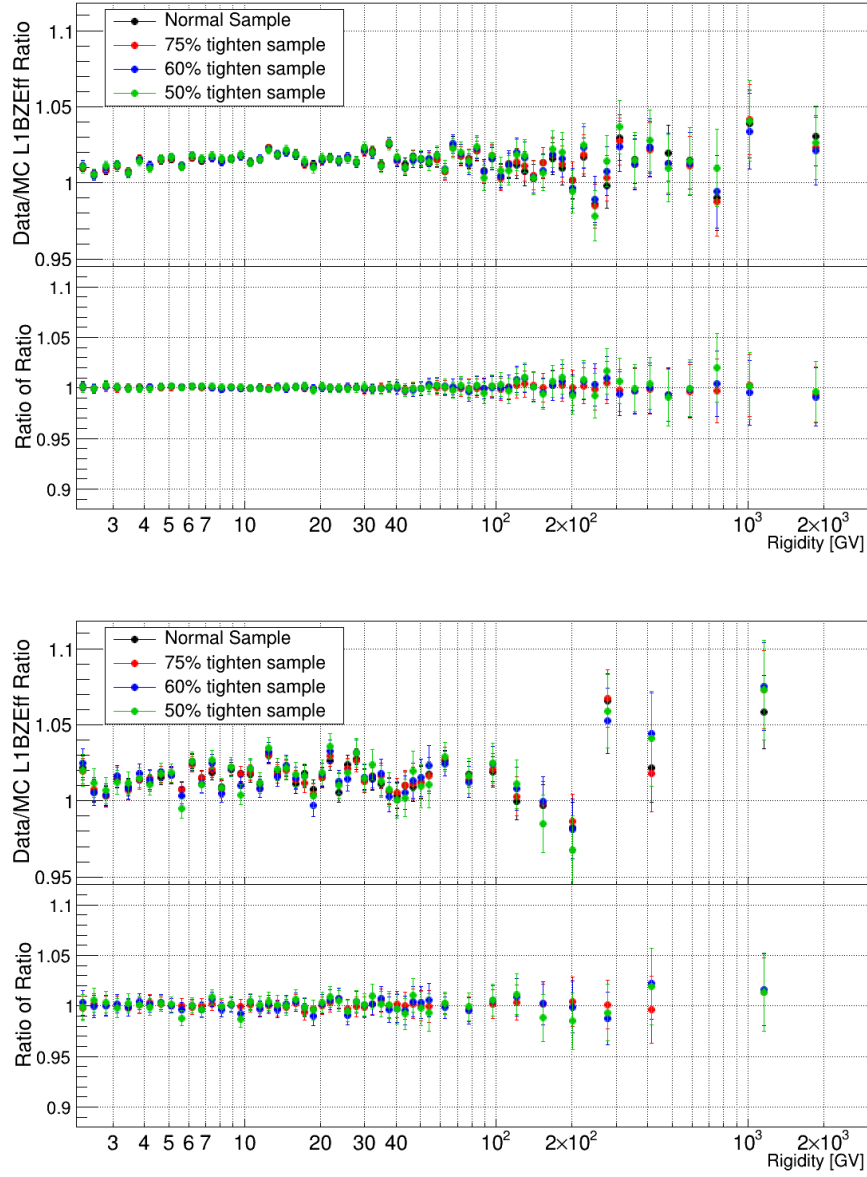 Normal Sample
75% tighten sample
60% tighten sample
50% tighten sample
Data/MC L1BZEff Ratio
1.1
1.05
1
0.95
Ratio of Ratio
1.1
1.05
1
0.95
0.9
3 4 5 6 7 10 20 30 40 10² 2×10² 10³ 2×10³
Rigidity [GV]
Normal Sample
75% tighten sample
60% tighten sample
50% tighten sample
Data/MC L1BZEff Ratio
1.1
1.05
1
0.95
Ratio of Ratio
1.1
1.05
1
0.95
0.9
3 4 5 6 7 10 20 30 40 10² 2×10² 10³ 2×10³
Rigidity [GV]